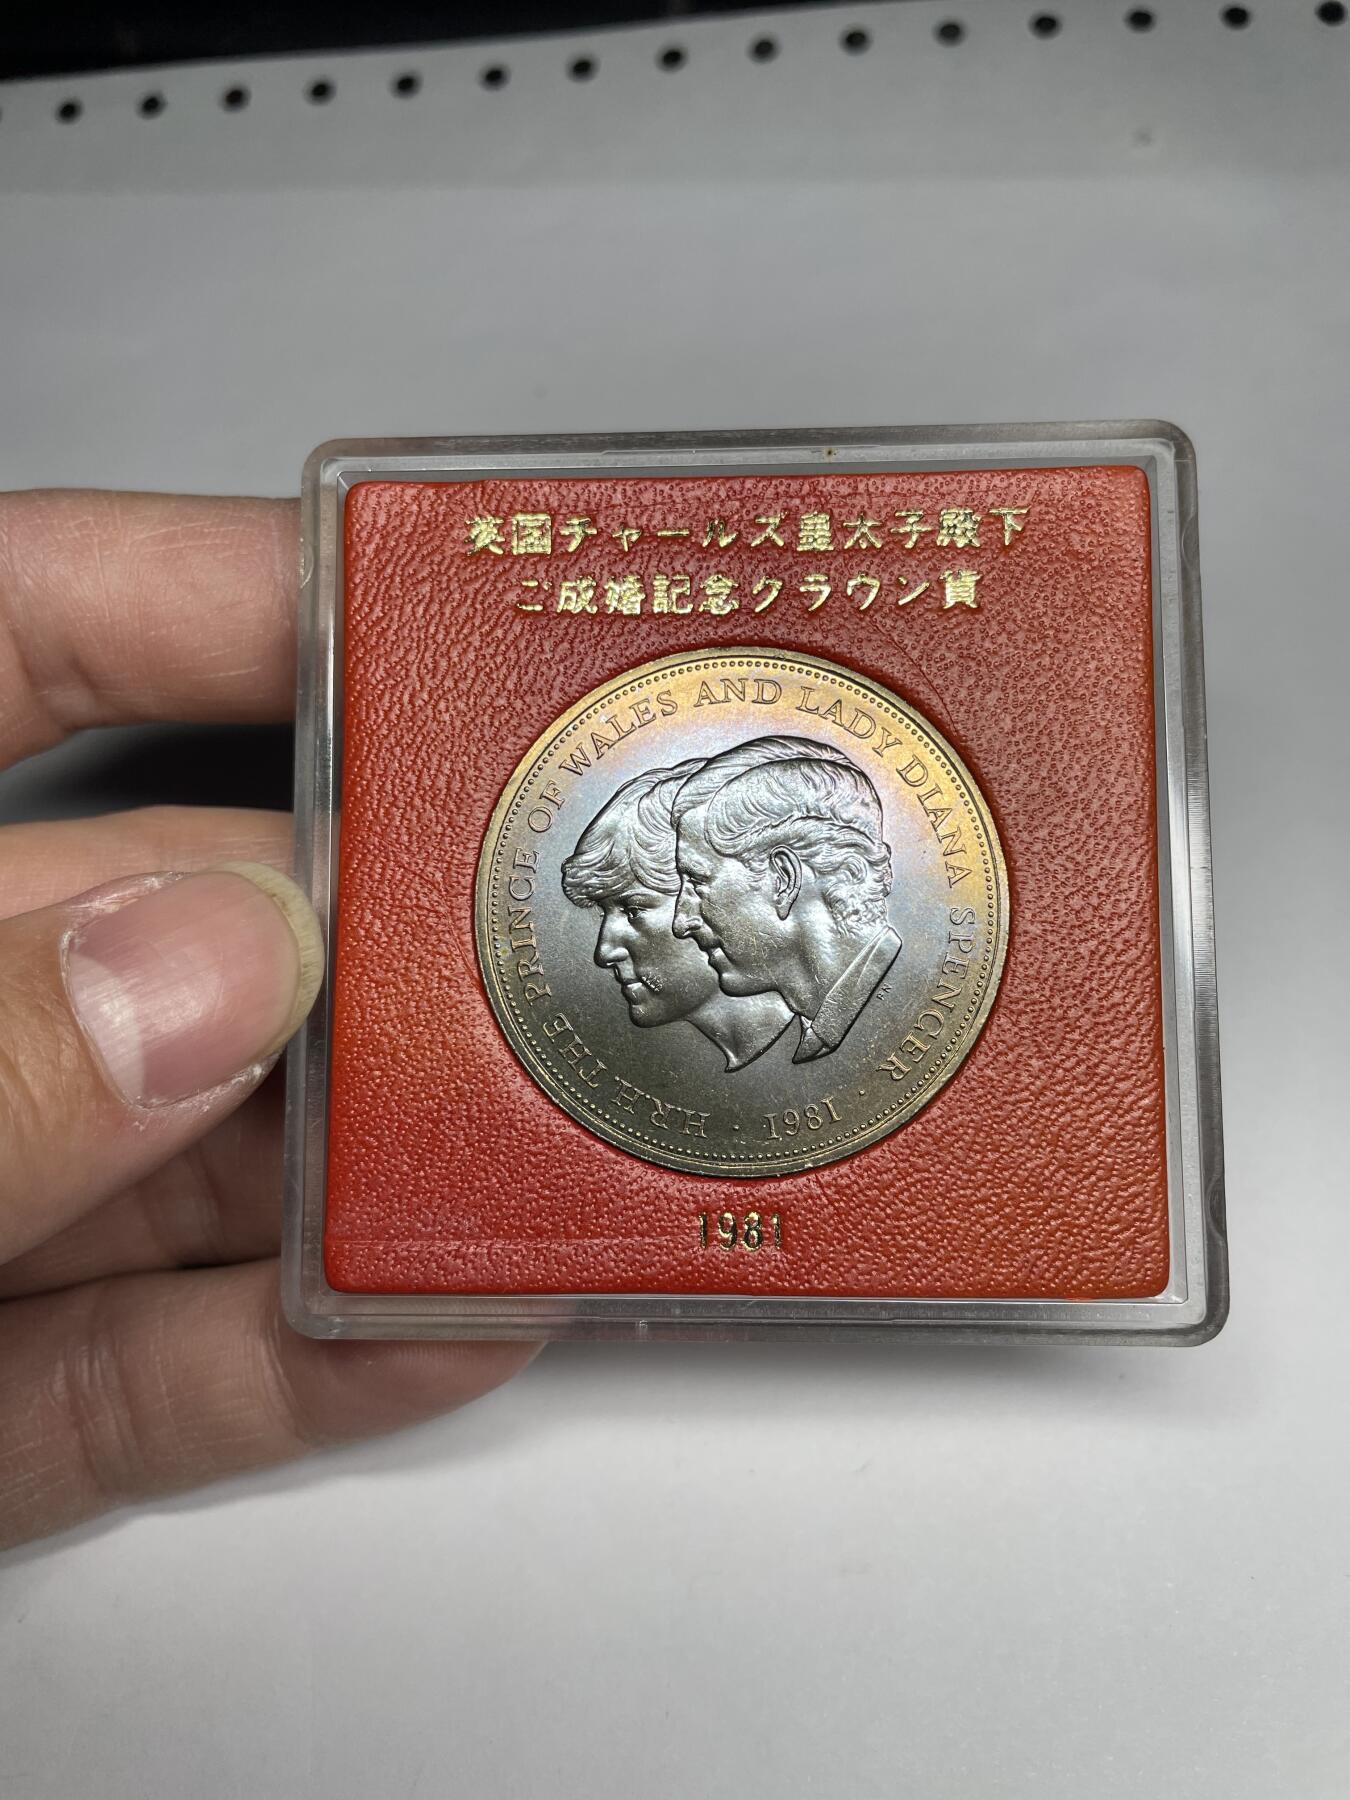 英国チャールズ皇太子殿下
ご成婚記念クラウン貨
H.R.H. THE PRINCE OF WALES AND LADY DIANA SPENCER · 1981 ·
1981